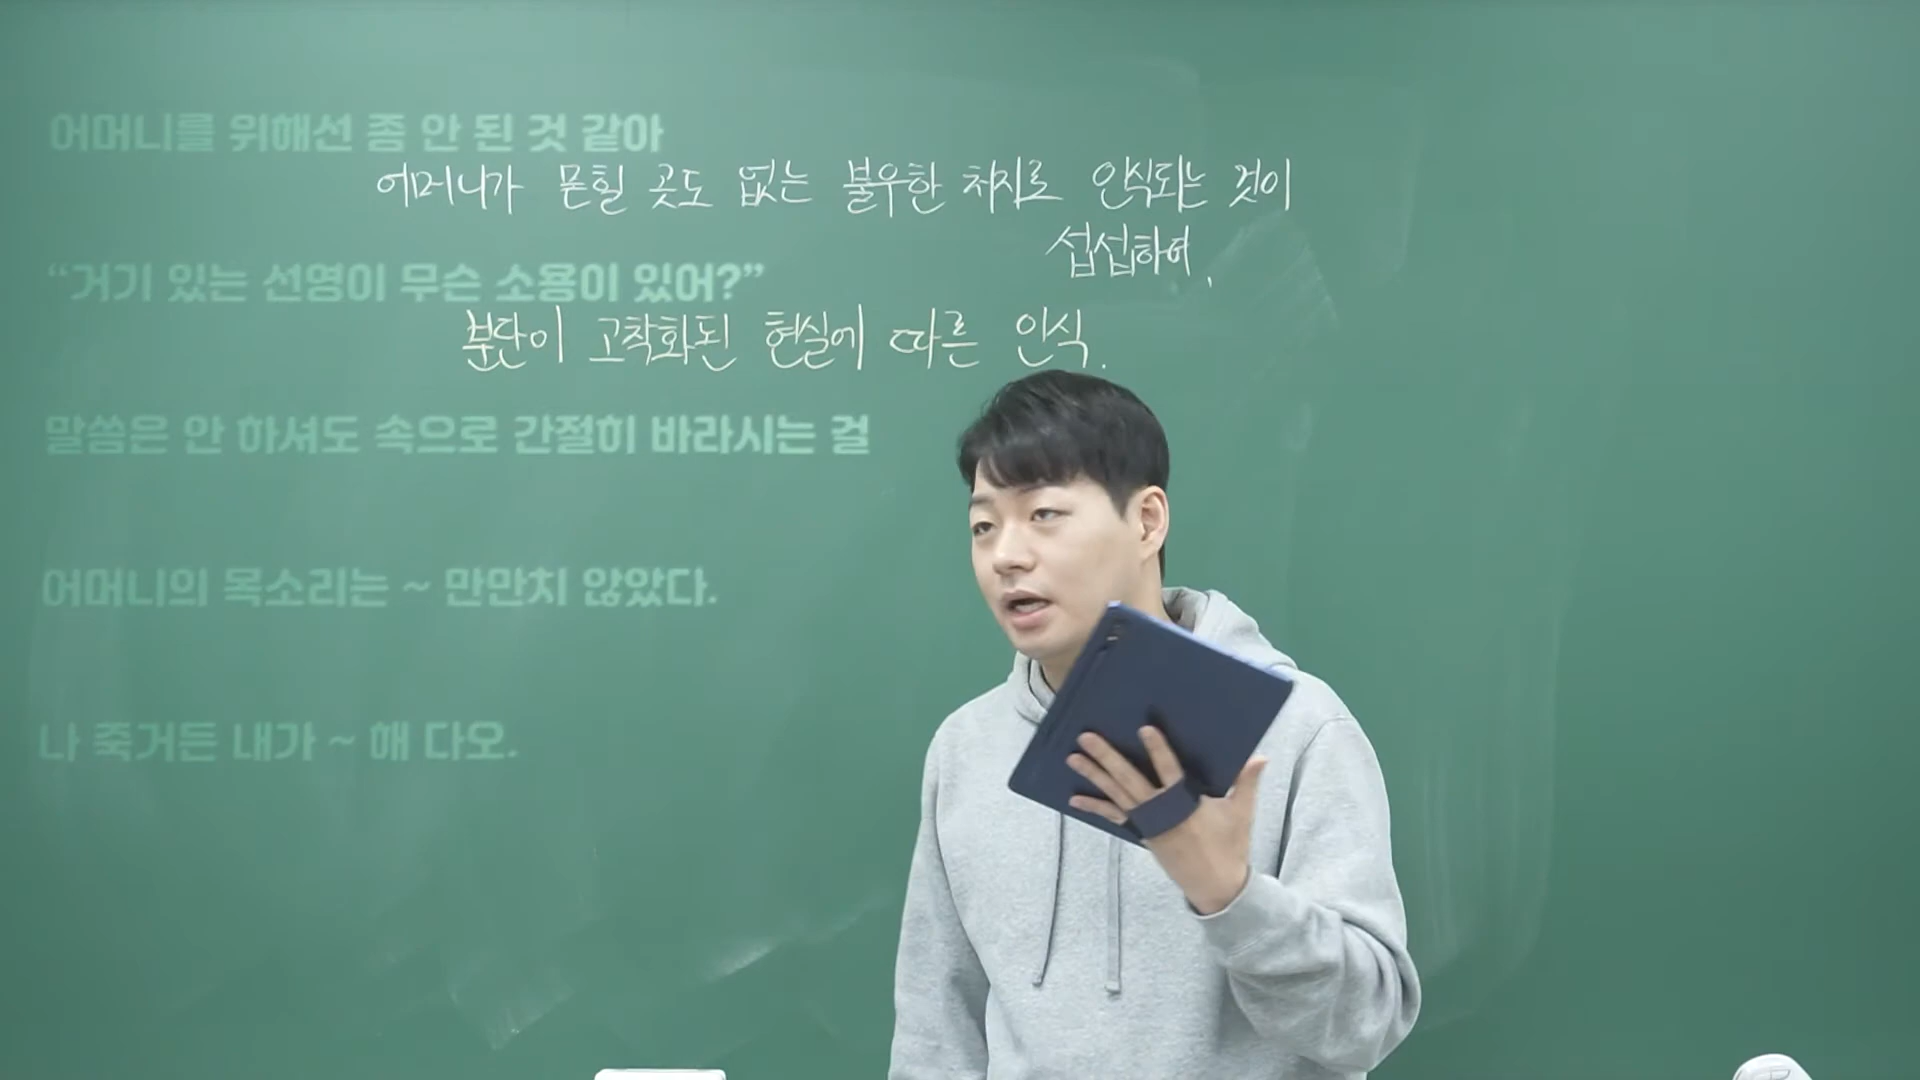 어머니를 위해선 좀 안 된 것 같아
어머니가 묻힐 곳도 없는 불우한 처지로 인식되는 것이
섭섭하여.
“거기 있는 선영이 무슨 소용이 있어?”
분단이 고착화된 현실에 따른 인식.
말씀은 안 하셔도 속으로 간절히 바라시는 걸
어머니의 목소리는 ~ 만만치 않았다.
나 죽거든 내가 ~ 해 다오.